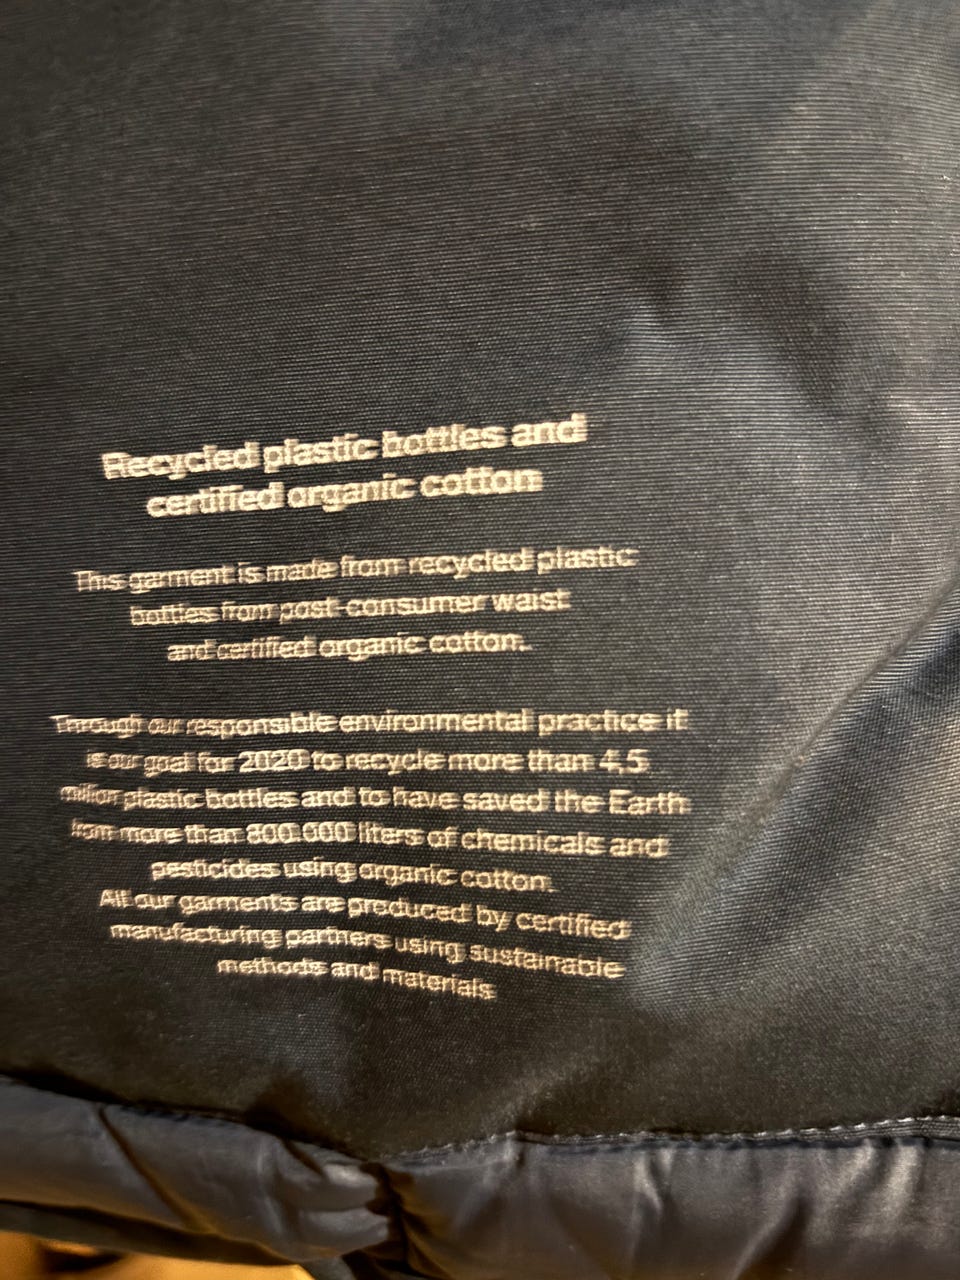 Recycled plastic bottles and
certified organic cotton
This garment is made from recycled plastic
bottles from post-consumer waist
and certified organic cotton.
Through our responsible environmental practice it
is our goal for 2020 to recycle more than 4.5
million plastic bottles and to have saved the Earth
from more than 800.000 liters of chemicals and
pesticides using organic cotton.
All our garments are produced by certified
manufacturing partners using sustainable
methods and materials